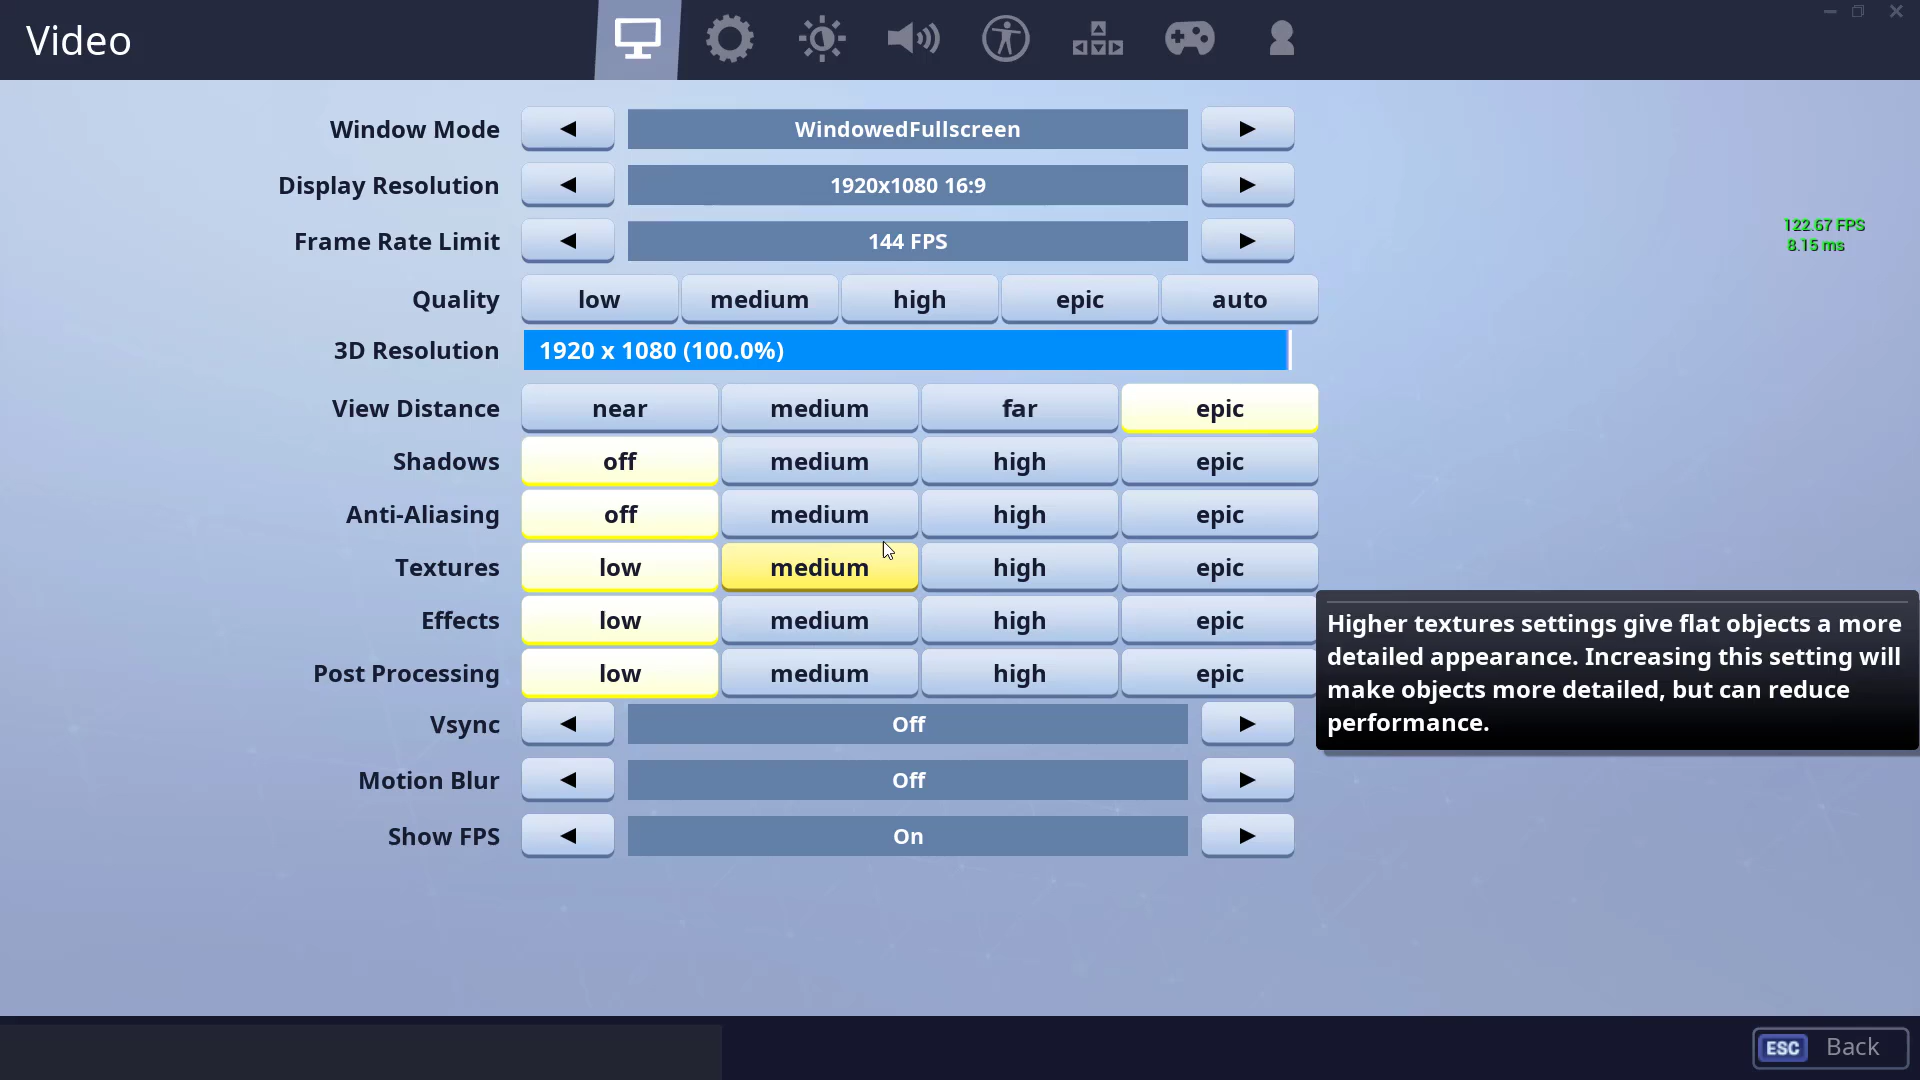 Video
Window Mode ◀ WindowedFullscreen ▶
Display Resolution ◀ 1920x1080 16:9 ▶
Frame Rate Limit ◀ 144 FPS ▶
122.67 FPS
8.15 ms
Quality low medium high epic auto
3D Resolution 1920 x 1080 (100.0%)
View Distance near medium far epic
Shadows off medium high epic
Anti-Aliasing off medium high epic
Textures low medium high epic
Effects low medium high epic
Post Processing low medium high epic
Higher textures settings give flat objects a more
detailed appearance. Increasing this setting will
make objects more detailed, but can reduce
performance.
Vsync ◀ Off ▶
Motion Blur ◀ Off ▶
Show FPS ◀ On ▶
ESC Back